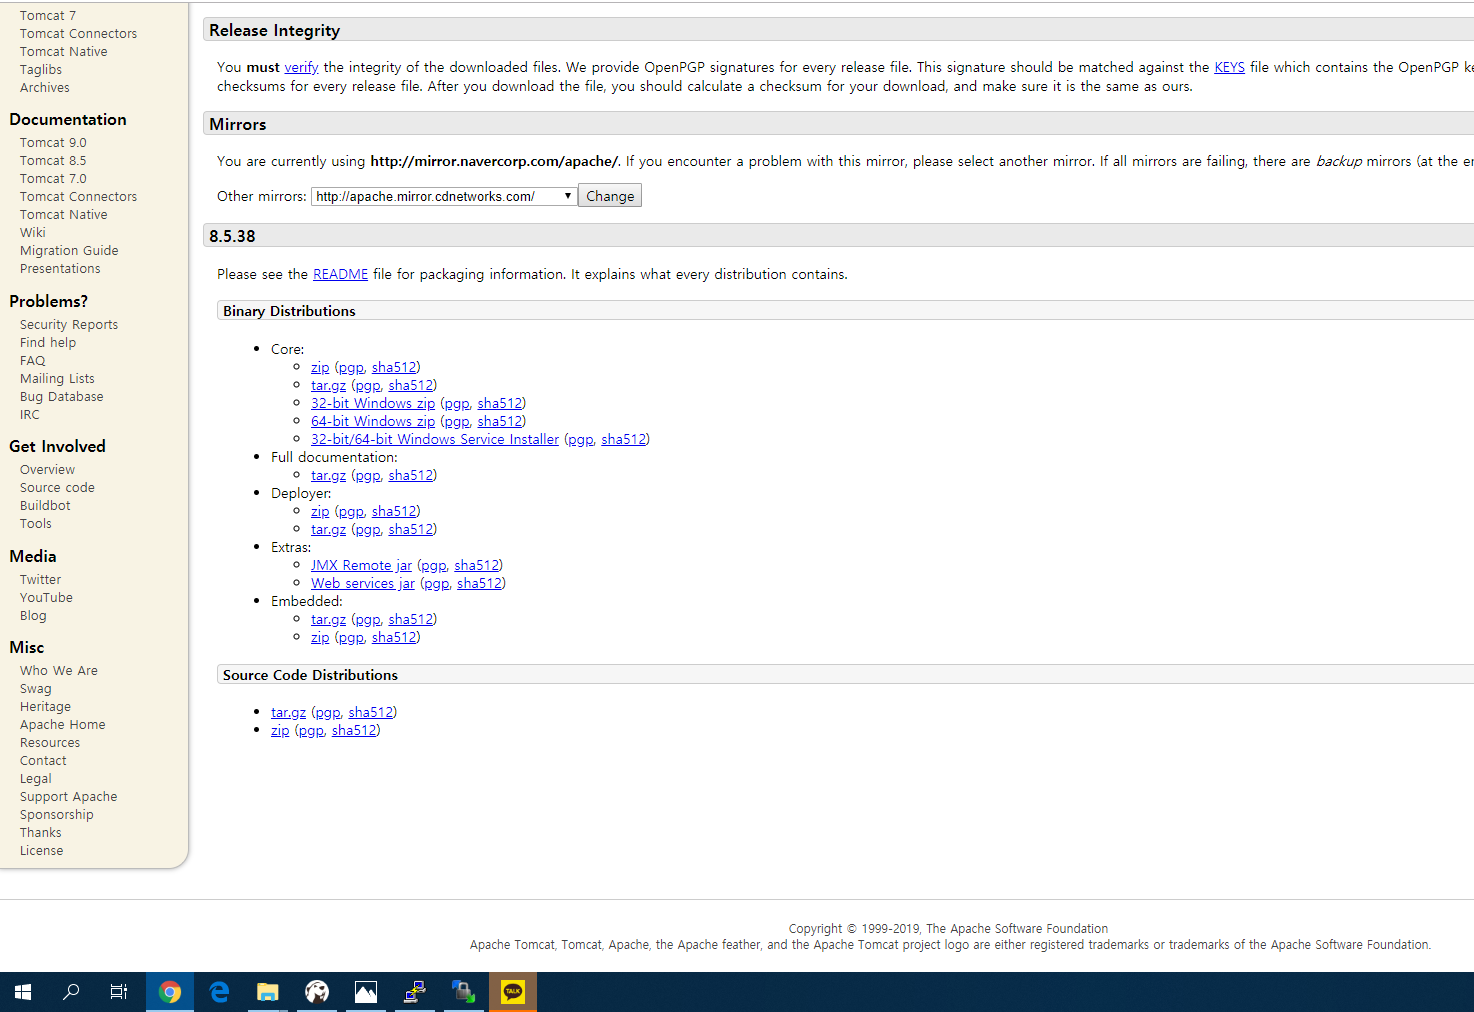 Tomcat 7
Tomcat Connectors
Tomcat Native
Taglibs
Archives
Documentation
Tomcat 9.0
Tomcat 8.5
Tomcat 7.0
Tomcat Connectors
Tomcat Native
Wiki
Migration Guide
Presentations
Problems?
Security Reports
Find help
FAQ
Mailing Lists
Bug Database
IRC
Get Involved
Overview
Source code
Buildbot
Tools
Media
Twitter
YouTube
Blog
Misc
Who We Are
Swag
Heritage
Apache Home
Resources
Contact
Legal
Support Apache
Sponsorship
Thanks
License
Release Integrity
You must verify the integrity of the downloaded files. We provide OpenPGP signatures for every release file. This signature should be matched against the KEYS file which contains the OpenPGP ke
checksums for every release file. After you download the file, you should calculate a checksum for your download, and make sure it is the same as ours.
Mirrors
You are currently using http://mirror.navercorp.com/apache/. If you encounter a problem with this mirror, please select another mirror. If all mirrors are failing, there are backup mirrors (at the en
Other mirrors: http://apache.mirror.cdnetworks.com/ Change
8.5.38
Please see the README file for packaging information. It explains what every distribution contains.
Binary Distributions
Core:
zip (pgp, sha512)
tar.gz (pgp, sha512)
32-bit Windows zip (pgp, sha512)
64-bit Windows zip (pgp, sha512)
32-bit/64-bit Windows Service Installer (pgp, sha512)
Full documentation:
tar.gz (pgp, sha512)
Deployer:
zip (pgp, sha512)
tar.gz (pgp, sha512)
Extras:
JMX Remote jar (pgp, sha512)
Web services jar (pgp, sha512)
Embedded:
tar.gz (pgp, sha512)
zip (pgp, sha512)
Source Code Distributions
tar.gz (pgp, sha512)
zip (pgp, sha512)
Copyright © 1999-2019, The Apache Software Foundation
Apache Tomcat, Tomcat, Apache, the Apache feather, and the Apache Tomcat project logo are either registered trademarks or trademarks of the Apache Software Foundation.
TALK